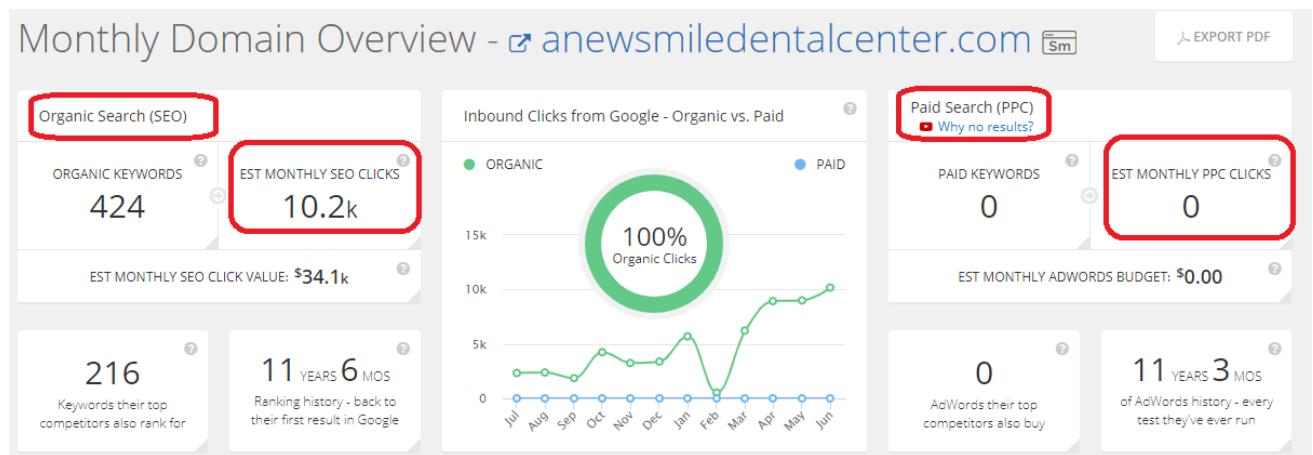 Monthly Domain Overview - anewsmiledentalcenter.com Sm
EXPORT PDF
Organic Search (SEO)
ORGANIC KEYWORDS
424
EST MONTHLY SEO CLICKS
10.2k
EST MONTHLY SEO CLICK VALUE: $34.1k
216
Keywords their top
competitors also rank for
11 YEARS 6 MOS
Ranking history - back to
their first result in Google
Inbound Clicks from Google - Organic vs. Paid
ORGANIC
PAID
100%
Organic Clicks
15k
10k
5k
0
Jul Aug Sep Oct Nov Dec Jan Feb Mar Apr May Jun
Paid Search (PPC)
Why no results?
PAID KEYWORDS
0
EST MONTHLY PPC CLICKS
0
EST MONTHLY ADWORDS BUDGET: $0.00
0
AdWords their top
competitors also buy
11 YEARS 3 MOS
of AdWords history - every
test they've ever run